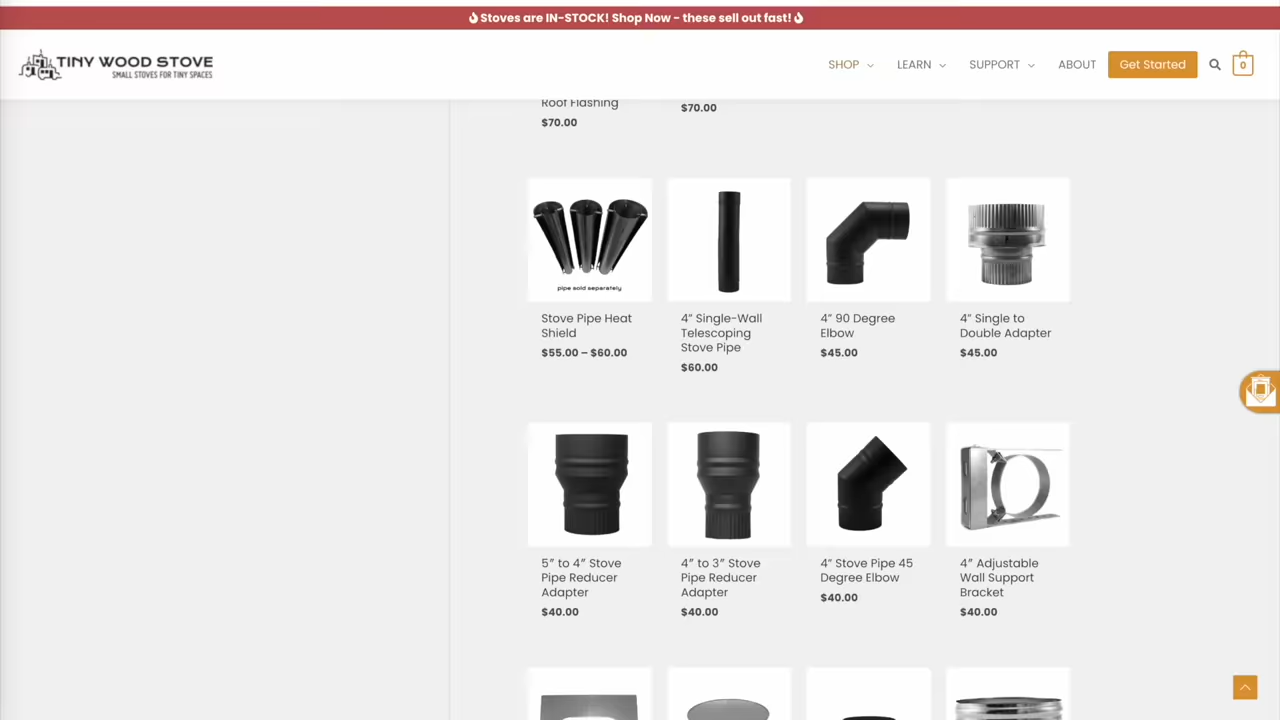 Stoves are IN-STOCK! Shop Now - these sell out fast!
TINY WOOD STOVE
SMALL STOVES FOR TINY SPACES
SHOP
LEARN
SUPPORT
ABOUT
Get Started
0
Roof Flashing
$70.00
$70.00
pipe sold separately
Stove Pipe Heat
Shield
$55.00 – $60.00
4” Single-Wall
Telescoping
Stove Pipe
$60.00
4” 90 Degree
Elbow
$45.00
4” Single to
Double Adapter
$45.00
5″ to 4″ Stove
Pipe Reducer
Adapter
$40.00
4″ to 3″ Stove
Pipe Reducer
Adapter
$40.00
4” Stove Pipe 45
Degree Elbow
$40.00
4″ Adjustable
Wall Support
Bracket
$40.00